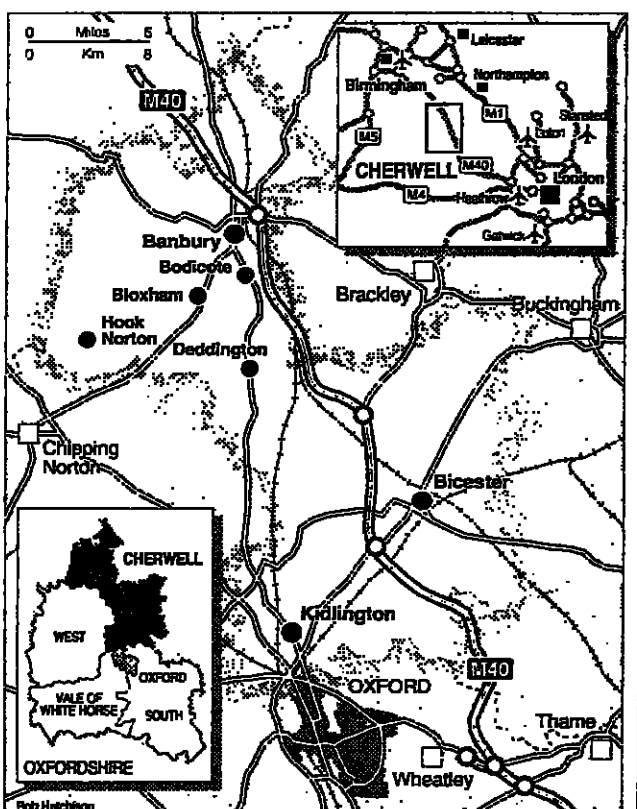 0 Miles 5
0 Km 8
M40
Leicester
Birmingham
Northampton
M1
Stansted
M5
Luton
CHERWELL
M40
London
M4
Heathrow
Gatwick
Banbury
Bodicote
Bloxham
Brackley
Buckingham
Hook
Norton
Deddington
Chipping
Norton
Bicester
CHERWELL
WEST
OXFORD
VALE OF
WHITE HORSE
SOUTH
OXFORDSHIRE
Kidlington
OXFORD
M40
Thame
Wheatley
Bob Hutchison